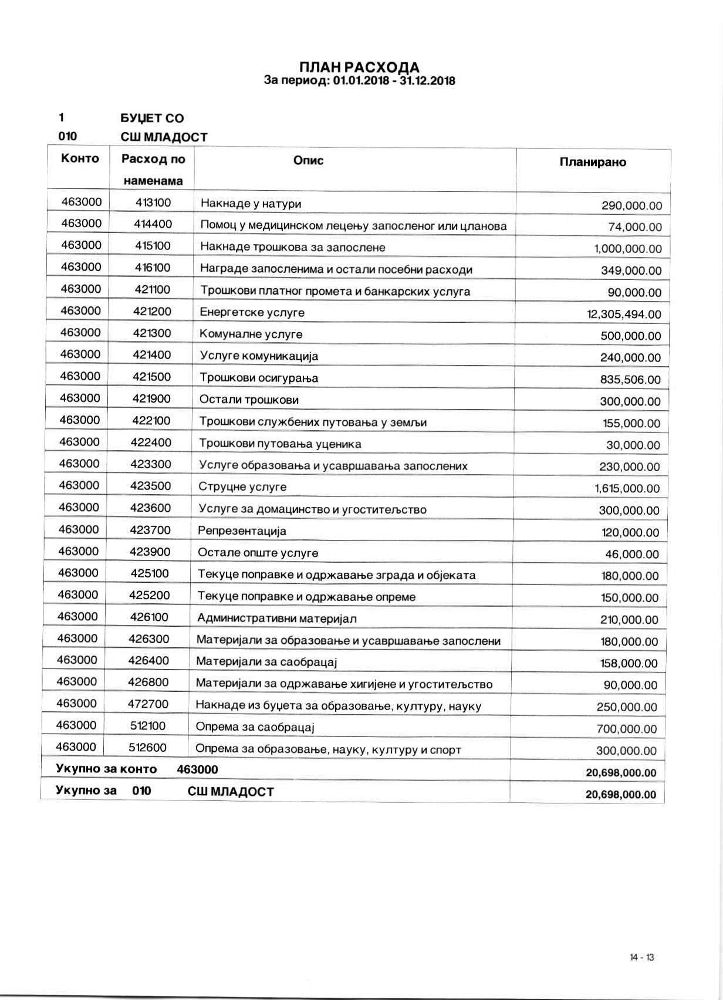 ПЛАН РАСХОДА
За период: 01.01.2018 - 31.12.2018
1 БУЏЕТ СО
010 СШ МЛАДОСТ
Конто Расход по наменама Опис Планирано
463000 413100 Накнаде у натури 290,000.00
463000 414400 Помоц у медицинском лецењу запосленог или цланова 74,000.00
463000 415100 Накнаде трошкова за запослене 1,000,000.00
463000 416100 Награде запосленима и остали посебни расходи 349,000.00
463000 421100 Трошкови платног промета и банкарских услуга 90,000.00
463000 421200 Енергетске услуге 12,305,494.00
463000 421300 Комуналне услуге 500,000.00
463000 421400 Услуге комуникација 240,000.00
463000 421500 Трошкови осигурања 835,506.00
463000 421900 Остали трошкови 300,000.00
463000 422100 Трошкови службених путовања у земљи 155,000.00
463000 422400 Трошкови путовања уценика 30,000.00
463000 423300 Услуге образовања и усавршавања запослених 230,000.00
463000 423500 Струцне услуге 1,615,000.00
463000 423600 Услуге за домацинство и угоститељство 300,000.00
463000 423700 Репрезентација 120,000.00
463000 423900 Остале опште услуге 46,000.00
463000 425100 Текуце поправке и одржавање зграда и објеката 180,000.00
463000 425200 Текуце поправке и одржавање опреме 150,000.00
463000 426100 Административни материјал 210,000.00
463000 426300 Материјали за образовање и усавршавање запослени 180,000.00
463000 426400 Материјали за саобрацај 158,000.00
463000 426800 Материјали за одржавање хигијене и угоститељство 90,000.00
463000 472700 Накнаде из буџета за образовање, културу, науку 250,000.00
463000 512100 Опрема за саобрацај 700,000.00
463000 512600 Опрема за образовање, науку, културу и спорт 300,000.00
Укупно за конто 463000 20,698,000.00
Укупно за 010 СШ МЛАДОСТ 20,698,000.00
14 - 13